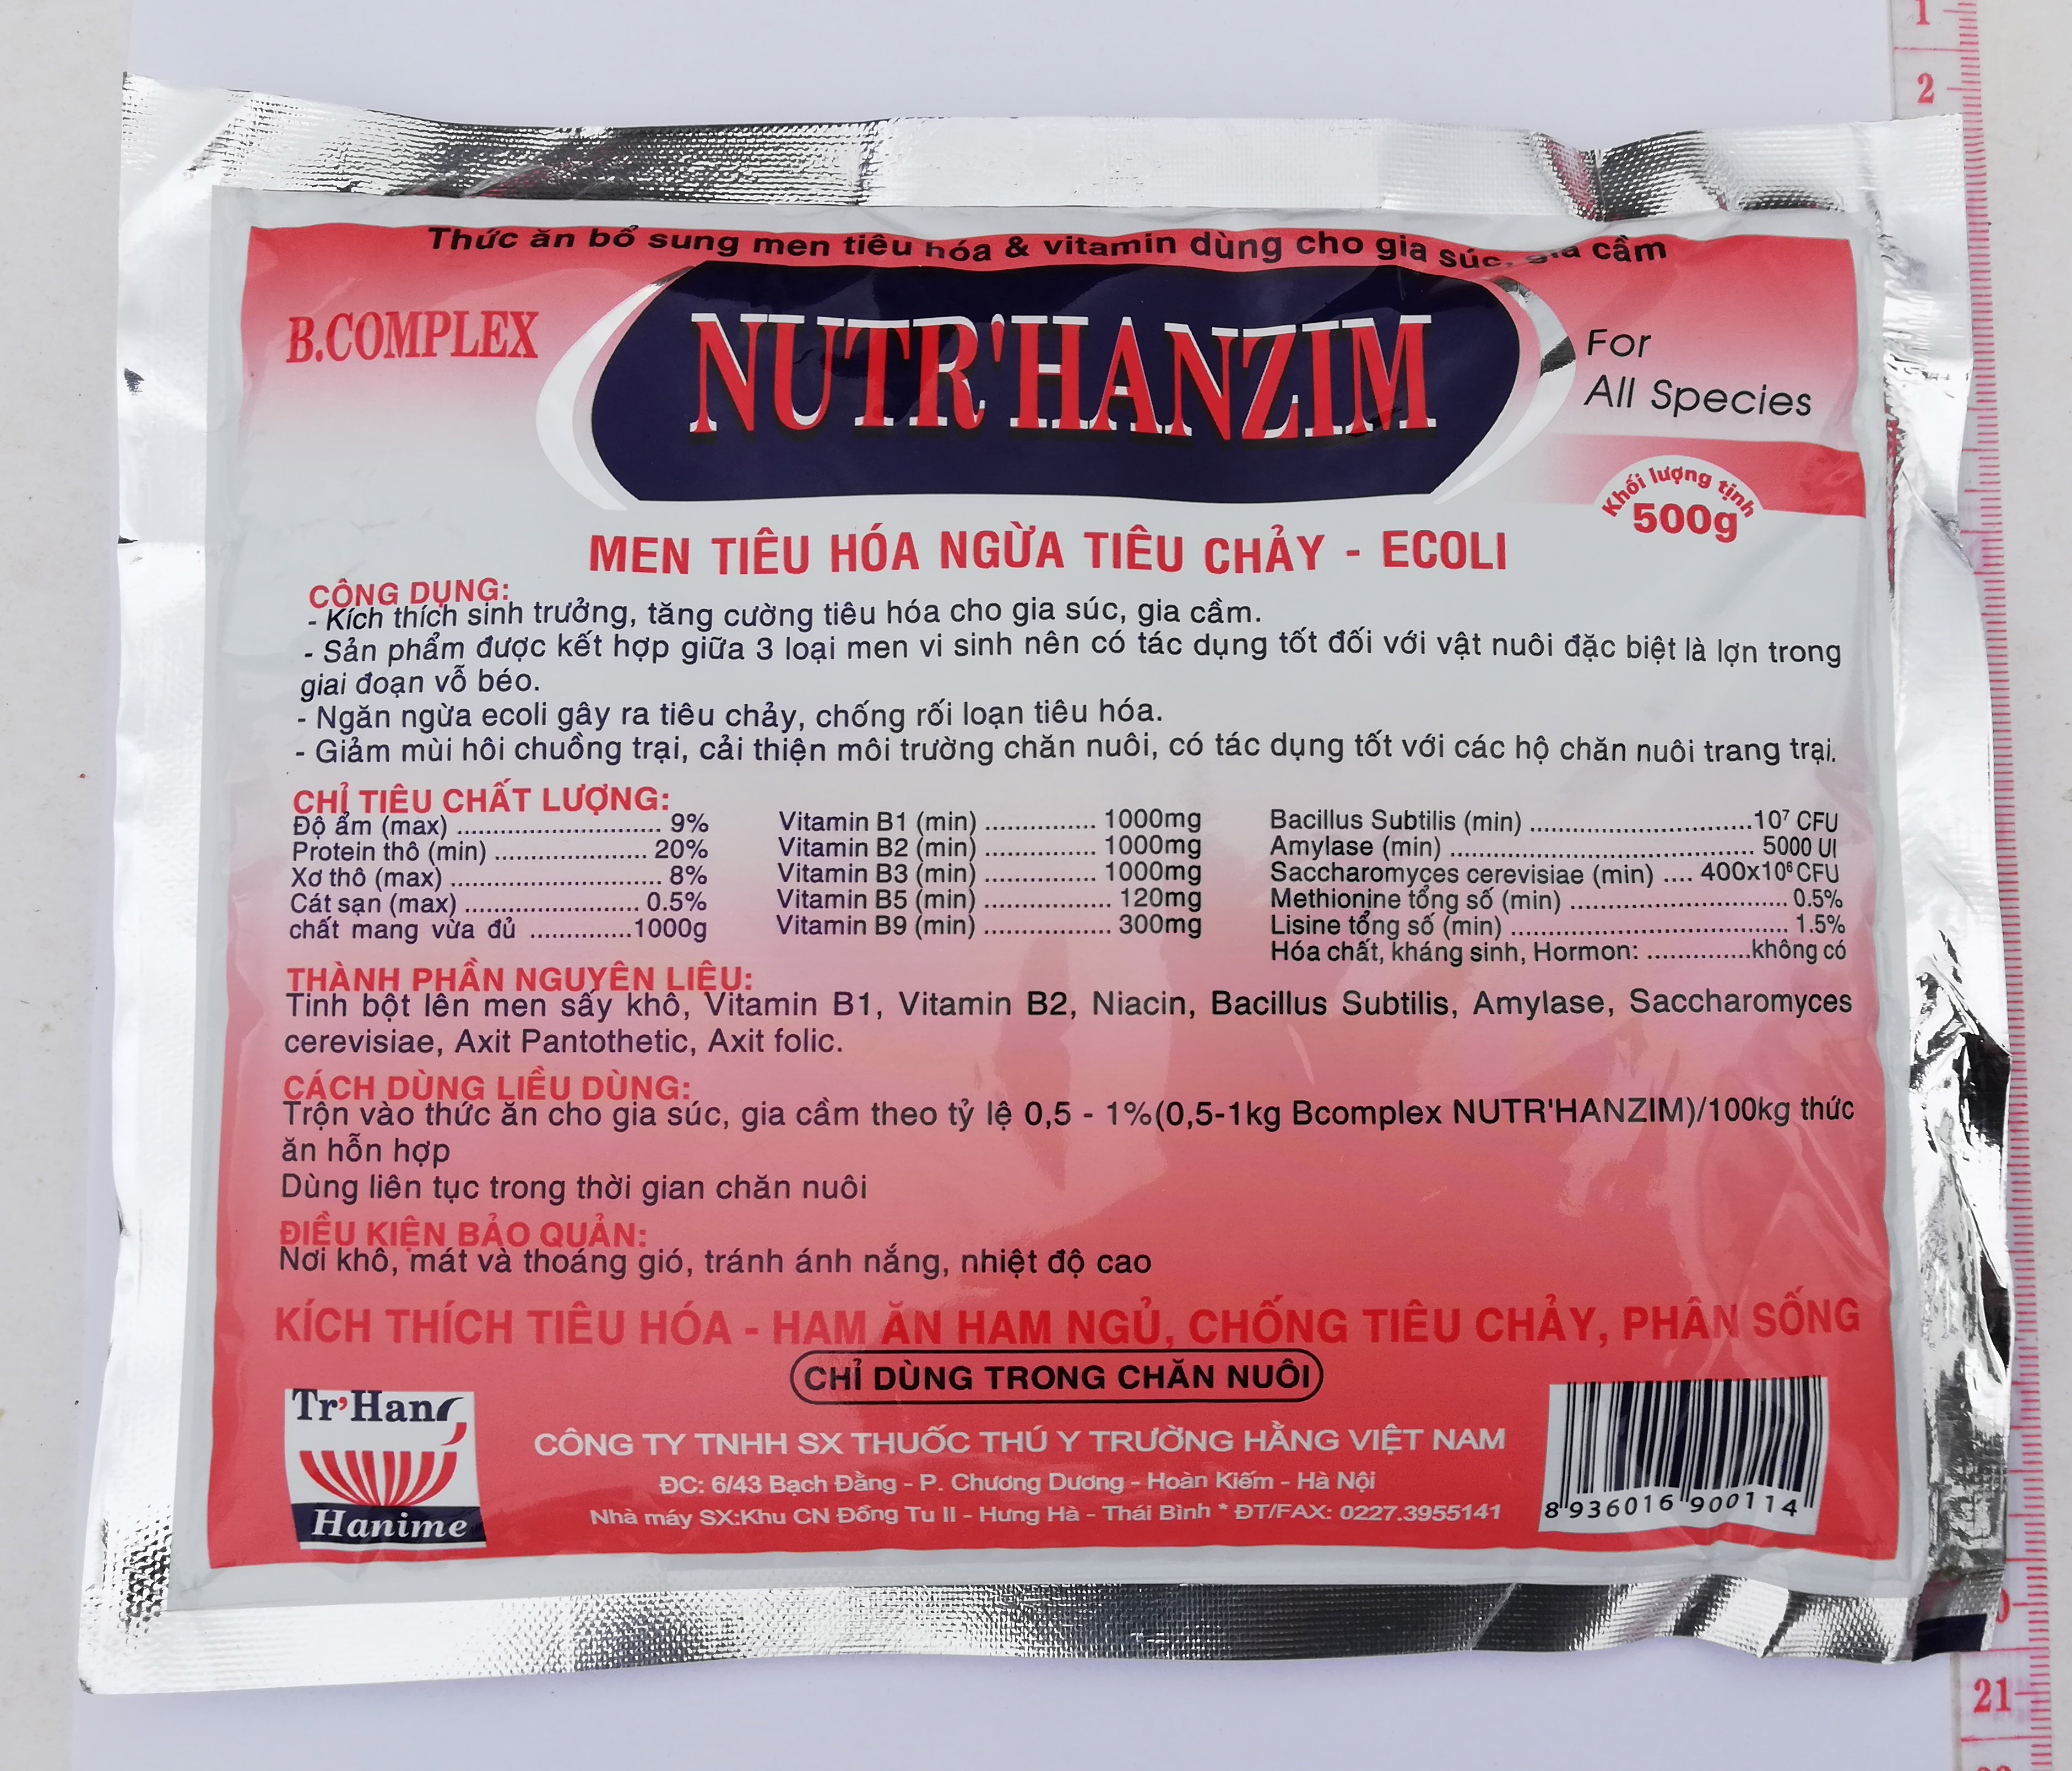 1
2
Thức ăn bổ sung men tiêu hóa & vitamin dùng cho gia súc, gia cầm
B.COMPLEX
NUTR'HANZIM
For
All Species
Khối lượng tịnh
500g
MEN TIÊU HÓA NGỪA TIÊU CHẢY - ECOLI
CÔNG DỤNG:
- Kích thích sinh trưởng, tăng cường tiêu hóa cho gia súc, gia cầm.
- Sản phẩm được kết hợp giữa 3 loại men vi sinh nên có tác dụng tốt đối với vật nuôi đặc biệt là lợn trong
giai đoạn vỗ béo.
- Ngăn ngừa ecoli gây ra tiêu chảy, chống rối loạn tiêu hóa.
- Giảm mùi hôi chuồng trại, cải thiện môi trường chăn nuôi, có tác dụng tốt với các hộ chăn nuôi trang trại.
CHỈ TIÊU CHẤT LƯỢNG:
Độ ẩm (max) ............................ 9%
Protein thô (min) ..................... 20%
Xơ thô (max) ............................. 8%
Cát sạn (max) ........................ 0.5%
chất mang vừa đủ ..............1000g
Vitamin B1 (min) ............... 1000mg
Vitamin B2 (min) ............... 1000mg
Vitamin B3 (min) ............... 1000mg
Vitamin B5 (min) ................. 120mg
Vitamin B9 (min) ................. 300mg
Bacillus Subtilis (min) ..............................10⁷ CFU
Amylase (min) ......................................... 5000 UI
Saccharomyces cerevisiae (min) .... 400x10⁶CFU
Methionine tổng số (min) ............................. 0.5%
Lisine tổng số (min) ..................................... 1.5%
Hóa chất, kháng sinh, Hormon: ..............không có
THÀNH PHẦN NGUYÊN LIỆU:
Tinh bột lên men sấy khô, Vitamin B1, Vitamin B2, Niacin, Bacillus Subtilis, Amylase, Saccharomyces
cerevisiae, Axit Pantothetic, Axit folic.
CÁCH DÙNG LIỀU DÙNG:
Trộn vào thức ăn cho gia súc, gia cầm theo tỷ lệ 0,5 - 1%(0,5-1kg Bcomplex NUTR'HANZIM)/100kg thức
ăn hỗn hợp
Dùng liên tục trong thời gian chăn nuôi
ĐIỀU KIỆN BẢO QUẢN:
Nơi khô, mát và thoáng gió, tránh ánh nắng, nhiệt độ cao
KÍCH THÍCH TIÊU HÓA - HAM ĂN HAM NGỦ, CHỐNG TIÊU CHẢY, PHÂN SỐNG
CHỈ DÙNG TRONG CHĂN NUÔI
Tr'Hang
Hanime
CÔNG TY TNHH SX THUỐC THÚ Y TRƯỜNG HẰNG VIỆT NAM
ĐC: 6/43 Bạch Đằng - P. Chương Dương - Hoàn Kiếm - Hà Nội
Nhà máy SX:Khu CN Đồng Tu II - Hưng Hà - Thái Bình * ĐT/FAX: 0227.3955141
8 936016 900114
21